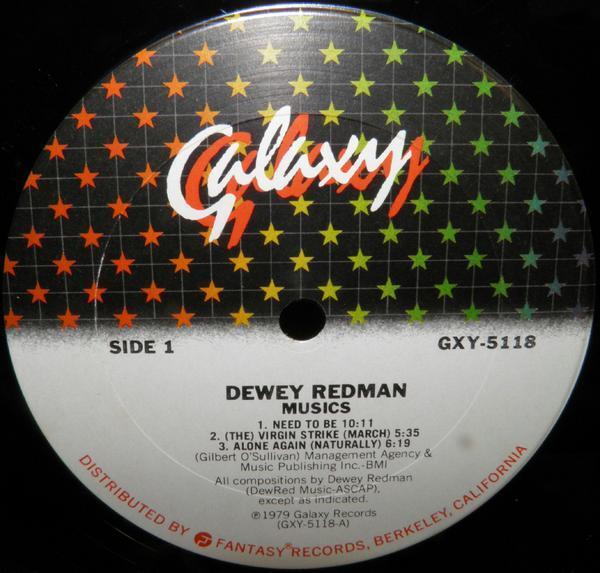 Galaxy
SIDE 1
GXY-5118
DEWEY REDMAN
MUSICS
1. NEED TO BE 10:11
2. (THE) VIRGIN STRIKE (MARCH) 5:35
3. ALONE AGAIN (NATURALLY) 6:19
(Gilbert O'Sullivan) Management Agency &
Music Publishing Inc.-BMI
All compositions by Dewey Redman
(DewRed Music-ASCAP),
except as indicated.
℗1979 Galaxy Records
(GXY-5118-A)
DISTRIBUTED BY FANTASY® RECORDS, BERKELEY, CALIFORNIA